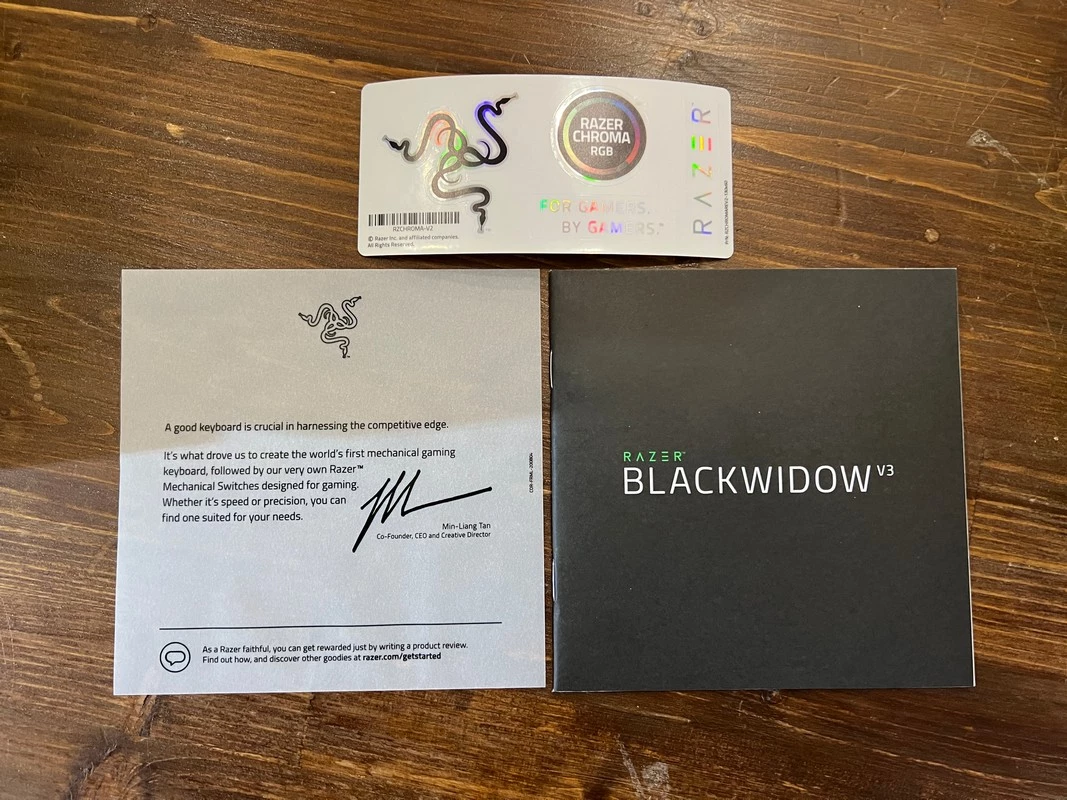 RAZER
CHROMA
RGB
FOR GAMERS.
BY GAMERS.™
RAZER
RZCHROMA-V2
© Razer Inc. and affiliated companies.
All Rights Reserved.
A good keyboard is crucial in harnessing the competitive edge.
It's what drove us to create the world's first mechanical gaming
keyboard, followed by our very own Razer™
Mechanical Switches designed for gaming.
Whether it's speed or precision, you can
find one suited for your needs.
Min-Liang Tan
Co-Founder, CEO and Creative Director
As a Razer faithful, you can get rewarded just by writing a product review.
Find out how, and discover other goodies at razer.com/getstarted
RAZER™
BLACKWIDOW V3